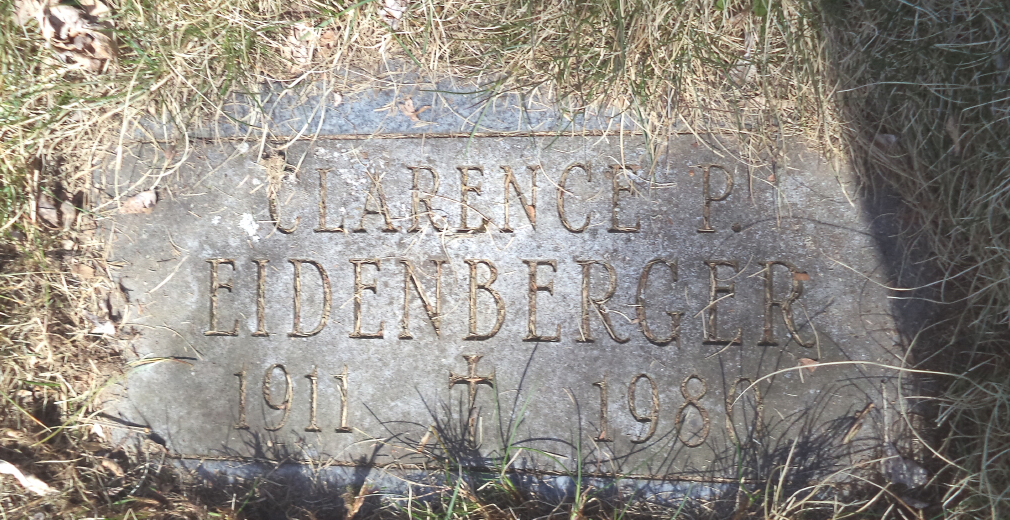 CLARENCE P.
EIDENBERGER
1911